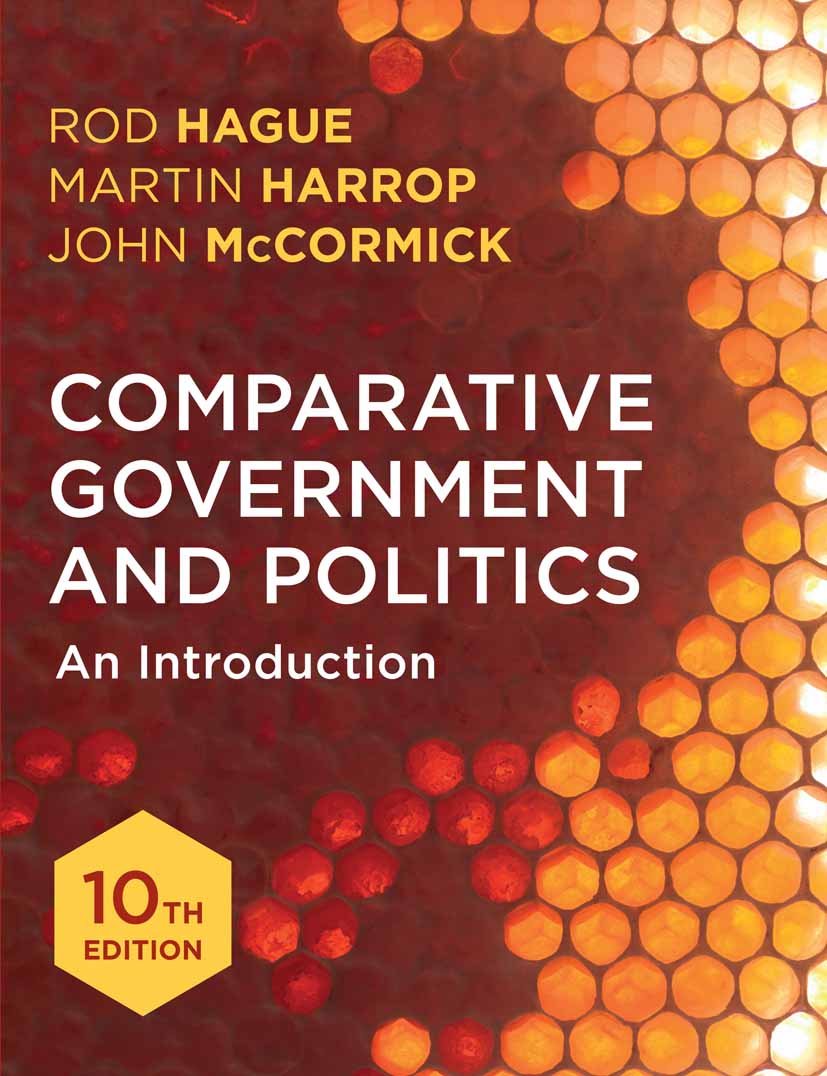 ROD HAGUE
MARTIN HARROP
JOHN McCORMICK
COMPARATIVE
GOVERNMENT
AND POLITICS
An Introduction
10TH
EDITION